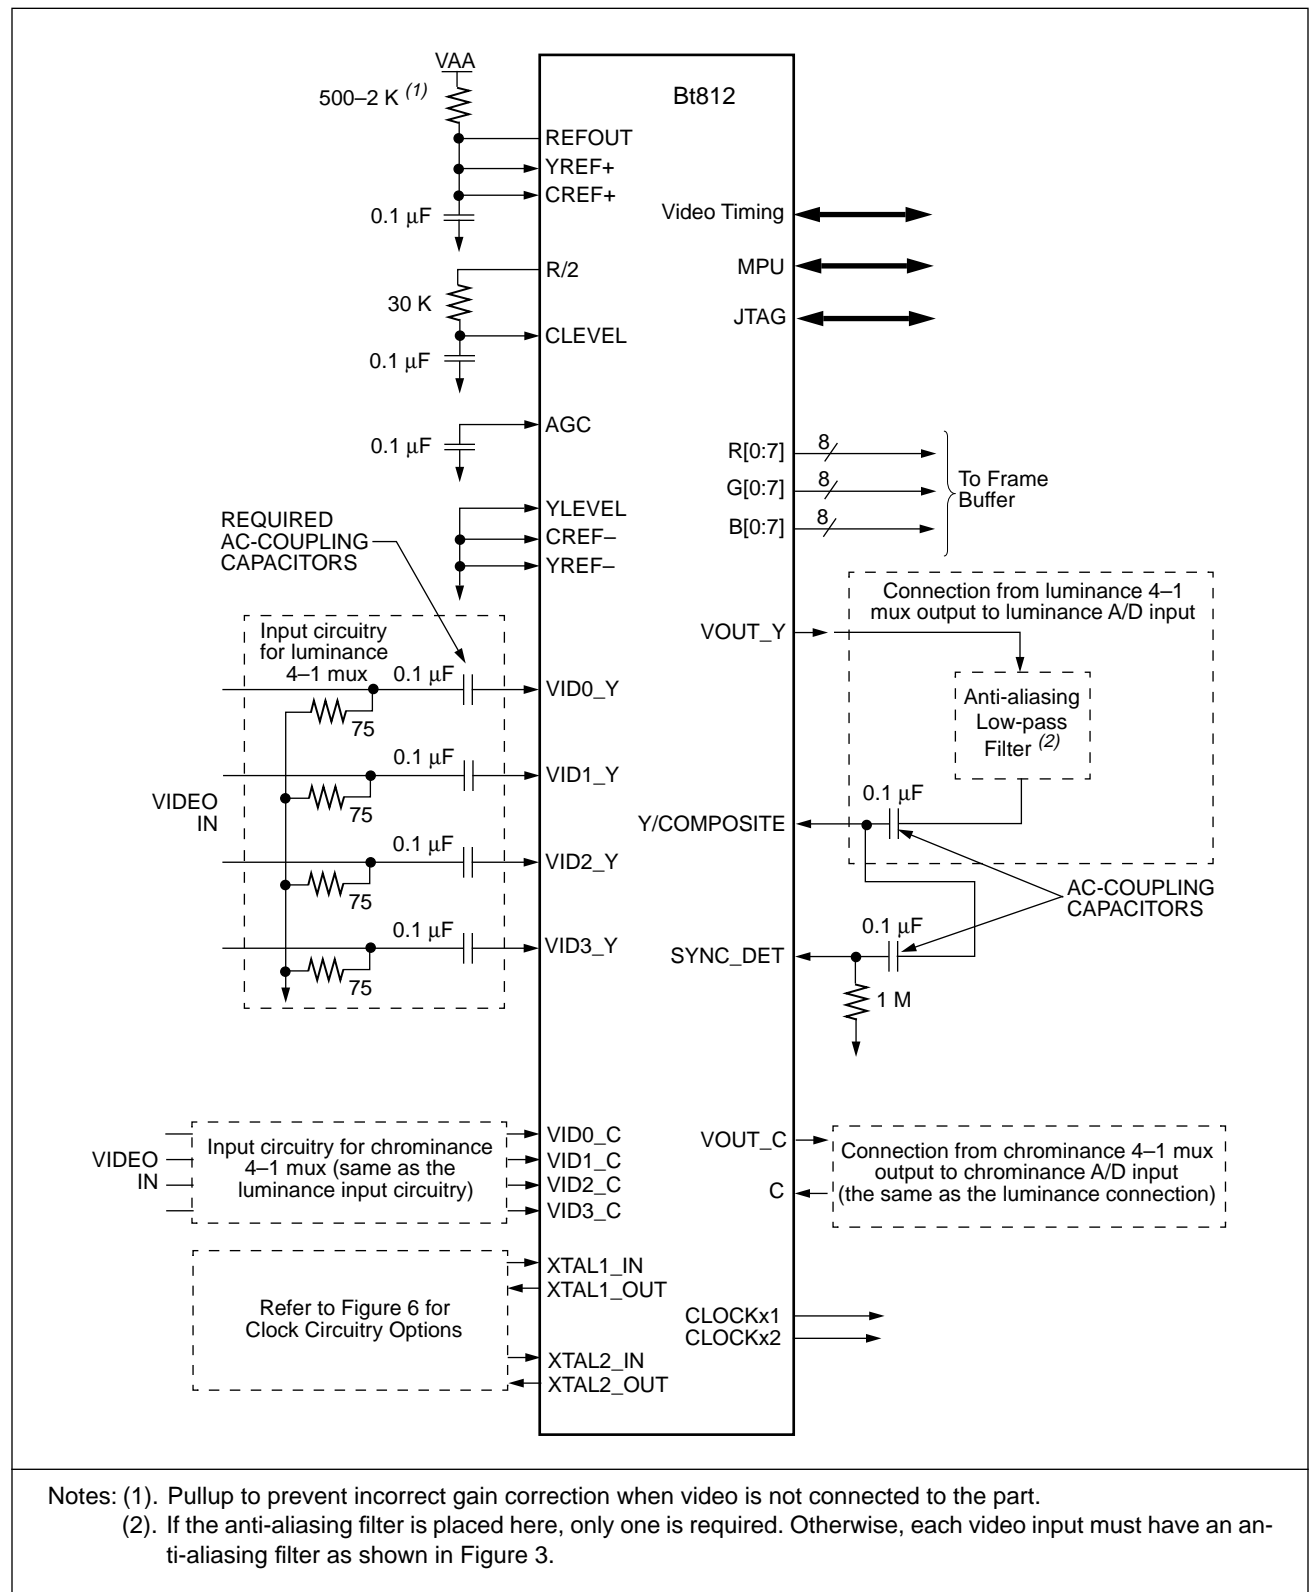 VAA
500–2 K (1)
Bt812
REFOUT
YREF+
CREF+
0.1 μF
R/2
30 K
CLEVEL
0.1 μF
AGC
0.1 μF
YLEVEL
CREF–
YREF–
REQUIRED
AC-COUPLING
CAPACITORS
Input circuitry
for luminance
4–1 mux
0.1 μF
VID0_Y
75
0.1 μF
VID1_Y
75
VIDEO
IN
0.1 μF
VID2_Y
75
0.1 μF
VID3_Y
75
VIDEO
IN
Input circuitry for chrominance
4–1 mux (same as the
luminance input circuitry)
VID0_C
VID1_C
VID2_C
VID3_C
Refer to Figure 6 for
Clock Circuitry Options
XTAL1_IN
XTAL1_OUT
XTAL2_IN
XTAL2_OUT
Video Timing
MPU
JTAG
R[0:7]
8
G[0:7]
8
B[0:7]
8
To Frame
Buffer
Connection from luminance 4–1
mux output to luminance A/D input
VOUT_Y
Anti-aliasing
Low-pass
Filter (2)
0.1 μF
Y/COMPOSITE
AC-COUPLING
CAPACITORS
0.1 μF
SYNC_DET
1 M
VOUT_C
C
Connection from chrominance 4–1 mux
output to chrominance A/D input
(the same as the luminance connection)
CLOCKx1
CLOCKx2
Notes: (1). Pullup to prevent incorrect gain correction when video is not connected to the part.
(2). If the anti-aliasing filter is placed here, only one is required. Otherwise, each video input must have an an-
ti-aliasing filter as shown in Figure 3.